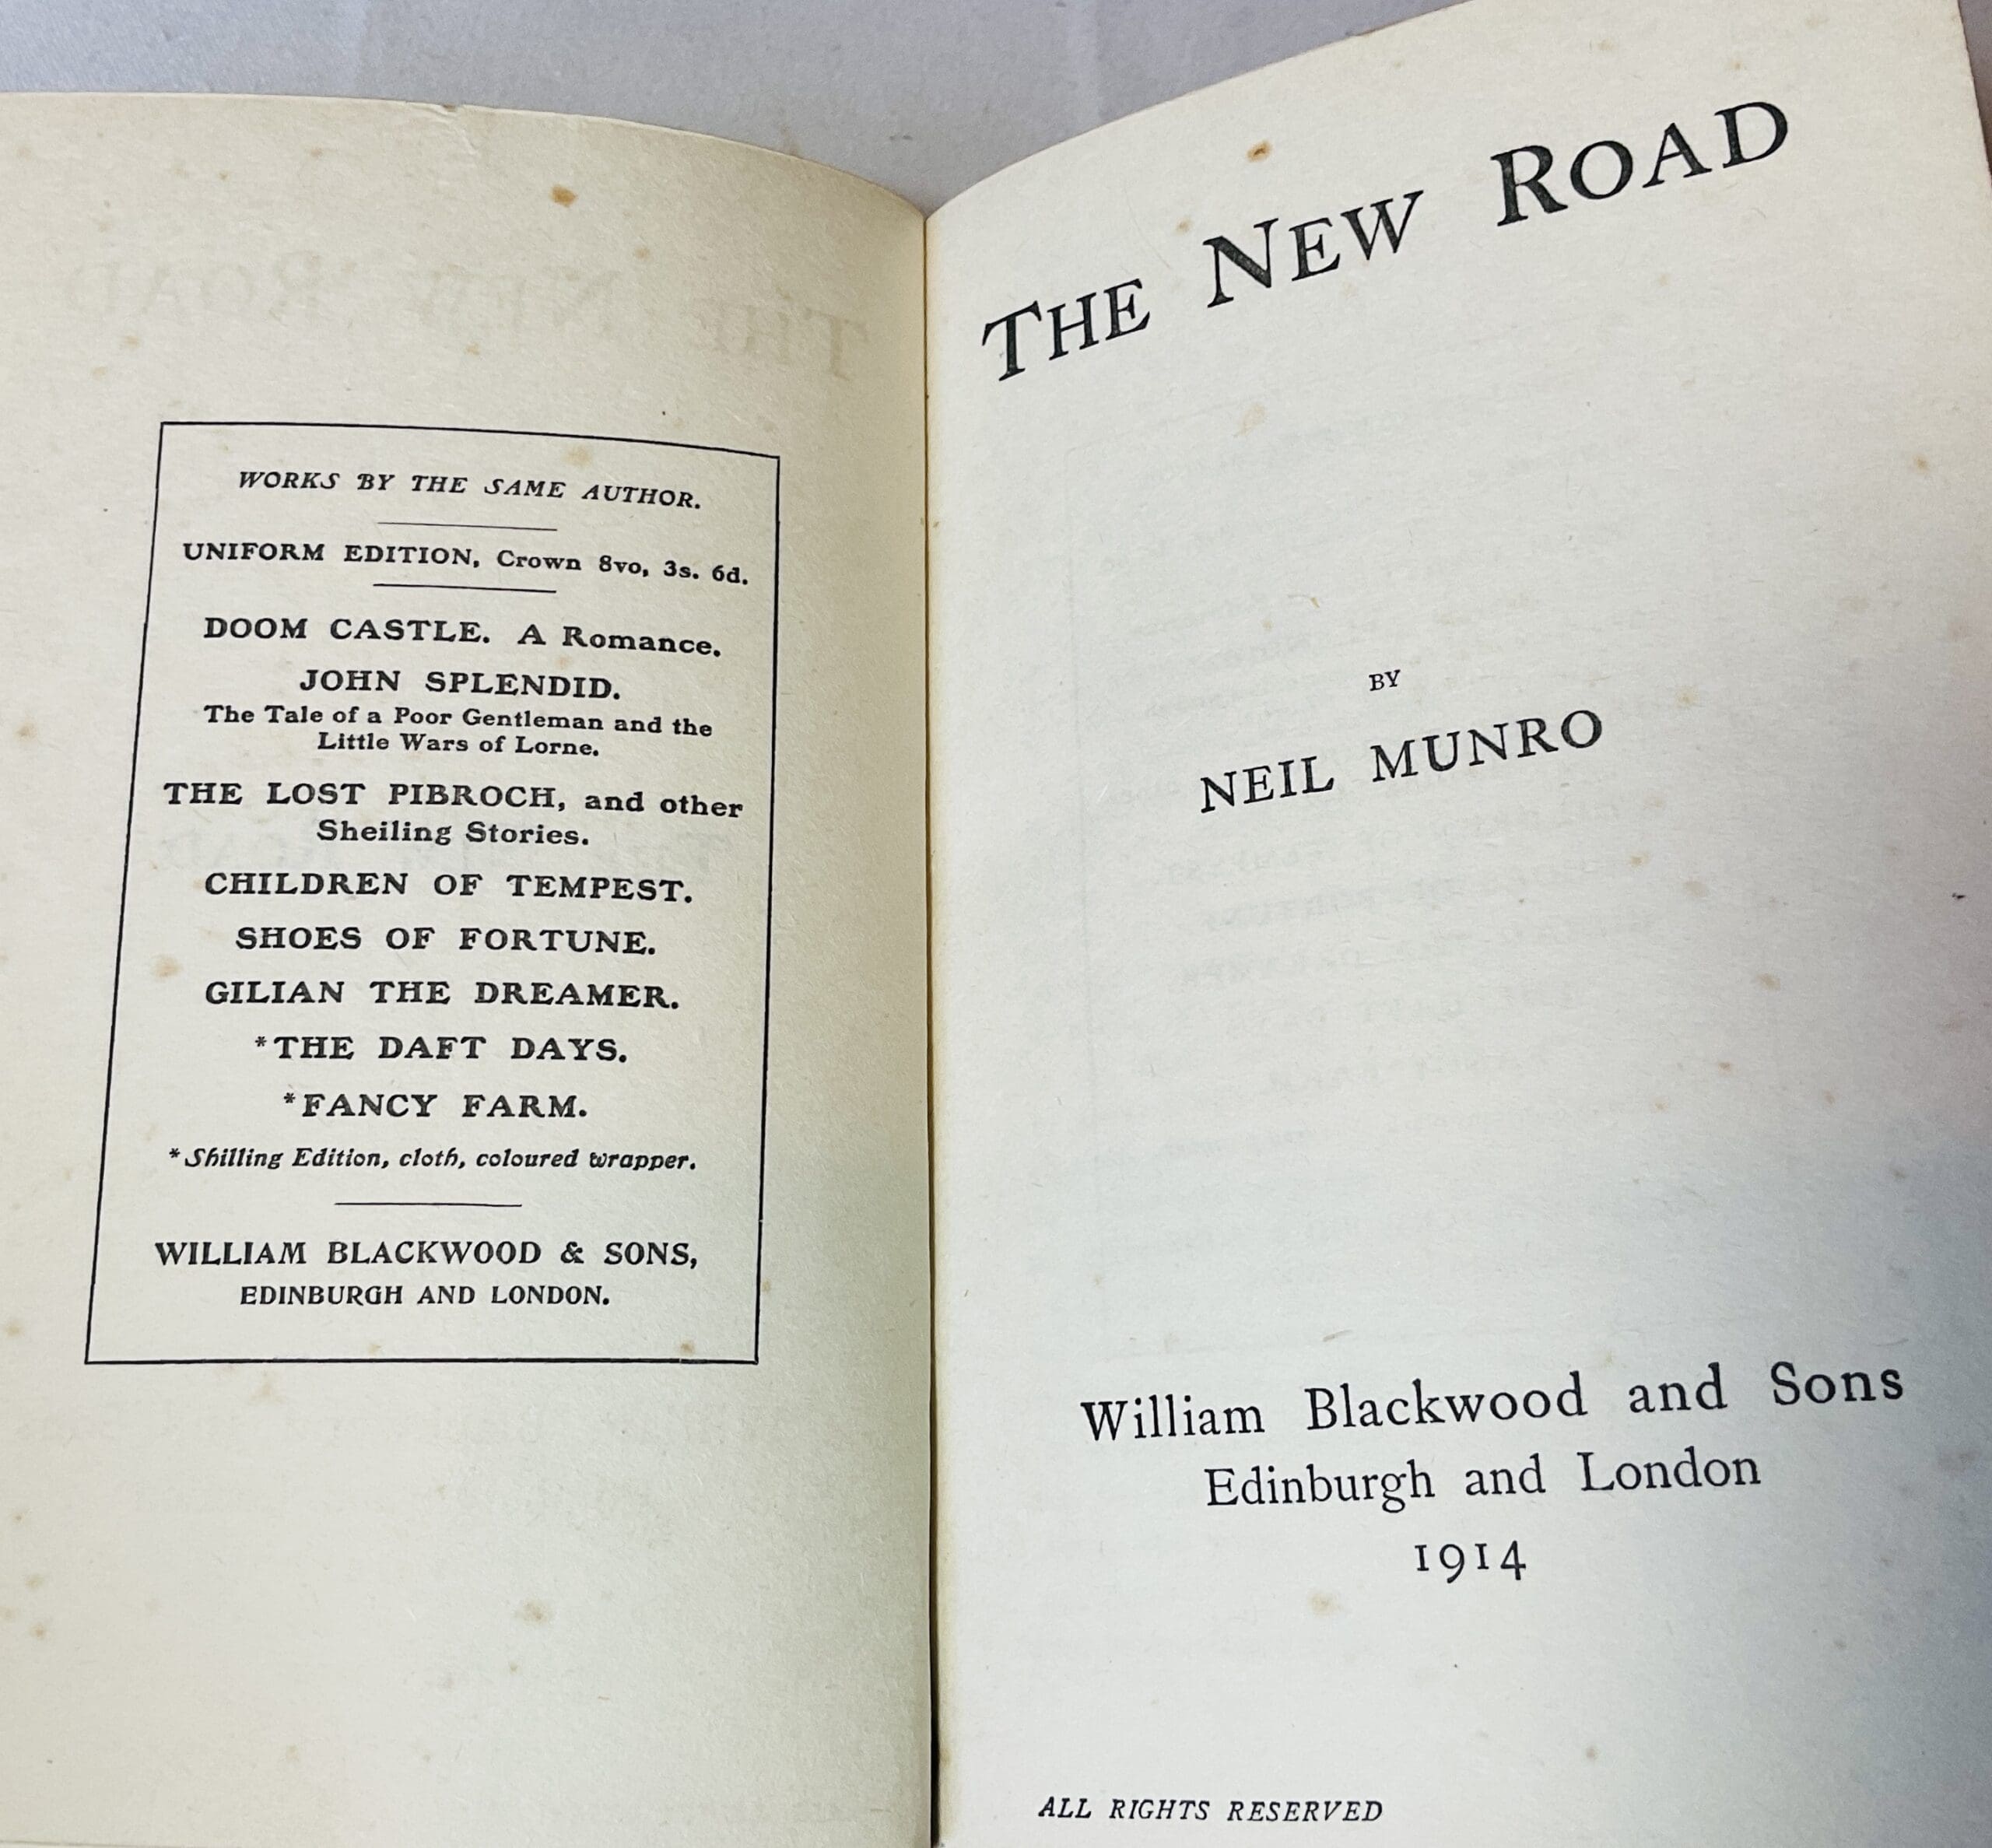 WORKS BY THE SAME AUTHOR.
UNIFORM EDITION, Crown 8vo, 3s. 6d.
DOOM CASTLE. A Romance.
JOHN SPLENDID.
The Tale of a Poor Gentleman and the
Little Wars of Lorne.
THE LOST PIBROCH, and other
Sheiling Stories.
CHILDREN OF TEMPEST.
SHOES OF FORTUNE.
GILIAN THE DREAMER.
*THE DAFT DAYS.
*FANCY FARM.
* Shilling Edition, cloth, coloured wrapper.
WILLIAM BLACKWOOD & SONS,
EDINBURGH AND LONDON.
THE NEW ROAD
BY
NEIL MUNRO
William Blackwood and Sons
Edinburgh and London
1914
ALL RIGHTS RESERVED